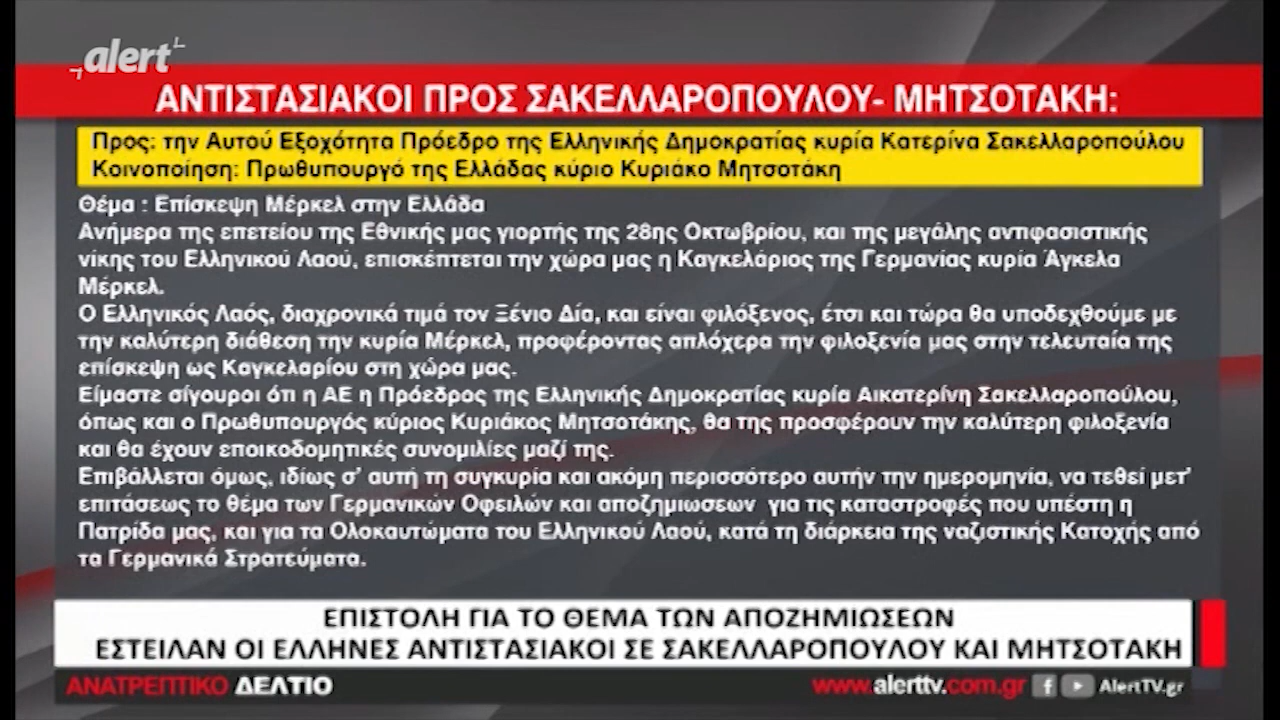 alert
ΑΝΤΙΣΤΑΣΙΑΚΟΙ ΠΡΟΣ ΣΑΚΕΛΛΑΡΟΠΟΥΛΟΥ- ΜΗΤΣΟΤΑΚΗ:
Προς: την Αυτού Εξοχότητα Πρόεδρο της Ελληνικής Δημοκρατίας κυρία Κατερίνα Σακελλαροπούλου
Κοινοποίηση: Πρωθυπουργό της Ελλάδας κύριο Κυριάκο Μητσοτάκη
Θέμα : Επίσκεψη Μέρκελ στην Ελλάδα
Ανήμερα της επετείου της Εθνικής μας γιορτής της 28ης Οκτωβρίου, και της μεγάλης αντιφασιστικής
νίκης του Ελληνικού Λαού, επισκέπτεται την χώρα μας η Καγκελάριος της Γερμανίας κυρία Άγκελα
Μέρκελ.
Ο Ελληνικός Λαός, διαχρονικά τιμά τον Ξένιο Δία, και είναι φιλόξενος, έτσι και τώρα θα υποδεχθούμε με
την καλύτερη διάθεση την κυρία Μέρκελ, προφέροντας απλόχερα την φιλοξενία μας στην τελευταία της
επίσκεψη ως Καγκελαρίου στη χώρα μας.
Είμαστε σίγουροι ότι η ΑΕ η Πρόεδρος της Ελληνικής Δημοκρατίας κυρία Αικατερίνη Σακελλαροπούλου,
όπως και ο Πρωθυπουργός κύριος Κυριάκος Μητσοτάκης, θα της προσφέρουν την καλύτερη φιλοξενία
και θα έχουν εποικοδομητικές συνομιλίες μαζί της.
Επιβάλλεται όμως, ιδίως σ' αυτή τη συγκυρία και ακόμη περισσότερο αυτήν την ημερομηνία, να τεθεί μετ'
επιτάσεως το θέμα των Γερμανικών Οφειλών και αποζημιωσεων για τις καταστροφές που υπέστη η
Πατρίδα μας, και για τα Ολοκαυτώματα του Ελληνικού Λαού, κατά τη διάρκεια της ναζιστικής Κατοχής από
τα Γερμανικά Στρατεύματα.
ΕΠΙΣΤΟΛΗ ΓΙΑ ΤΟ ΘΕΜΑ ΤΩΝ ΑΠΟΖΗΜΙΩΣΕΩΝ
ΕΣΤΕΙΛΑΝ ΟΙ ΕΛΛΗΝΕΣ ΑΝΤΙΣΤΑΣΙΑΚΟΙ ΣΕ ΣΑΚΕΛΛΑΡΟΠΟΥΛΟΥ ΚΑΙ ΜΗΤΣΟΤΑΚΗ
ΑΝΑΤΡΕΠΤΙΚΟ ΔΕΛΤΙΟ
www.alerttv.com.gr AlertTV.gr